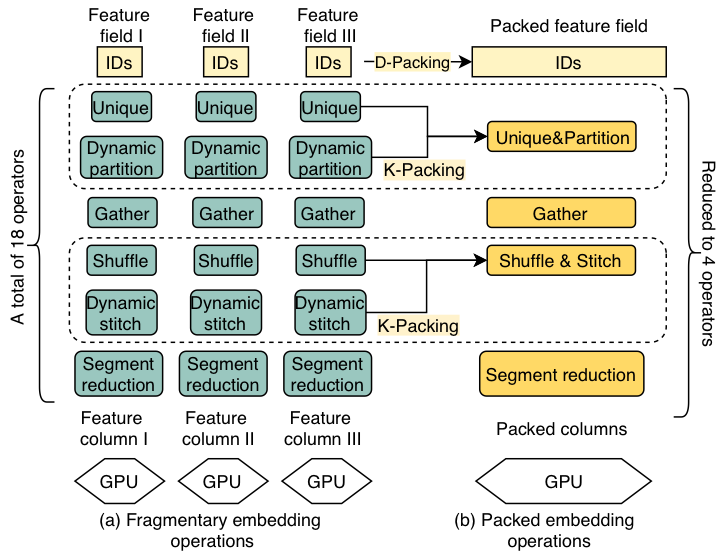 Feature field I
Feature field II
Feature field III
Packed feature field
IDs
IDs
IDs
D-Packing
IDs
A total of 18 operators
Unique
Unique
Unique
Unique&Partition
Dynamic partition
Dynamic partition
Dynamic partition
K-Packing
Gather
Gather
Gather
Gather
Shuffle
Shuffle
Shuffle
Shuffle & Stitch
Dynamic stitch
Dynamic stitch
Dynamic stitch
K-Packing
Segment reduction
Segment reduction
Segment reduction
Segment reduction
Reduced to 4 operators
Feature column I
Feature column II
Feature column III
Packed columns
GPU
GPU
GPU
GPU
(a) Fragmentary embedding operations
(b) Packed embedding operations